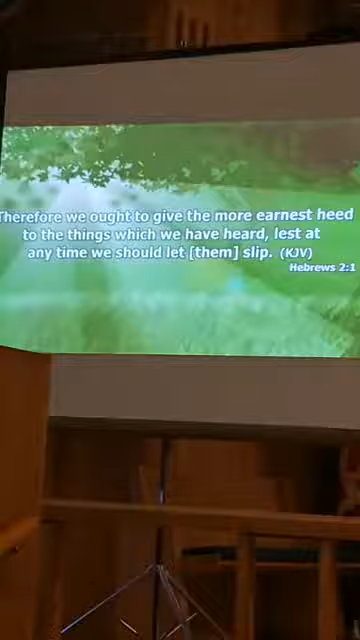 Therefore we ought to give the more earnest heed
to the things which we have heard, lest at
any time we should let [them] slip. (KJV)
Hebrews 2:1